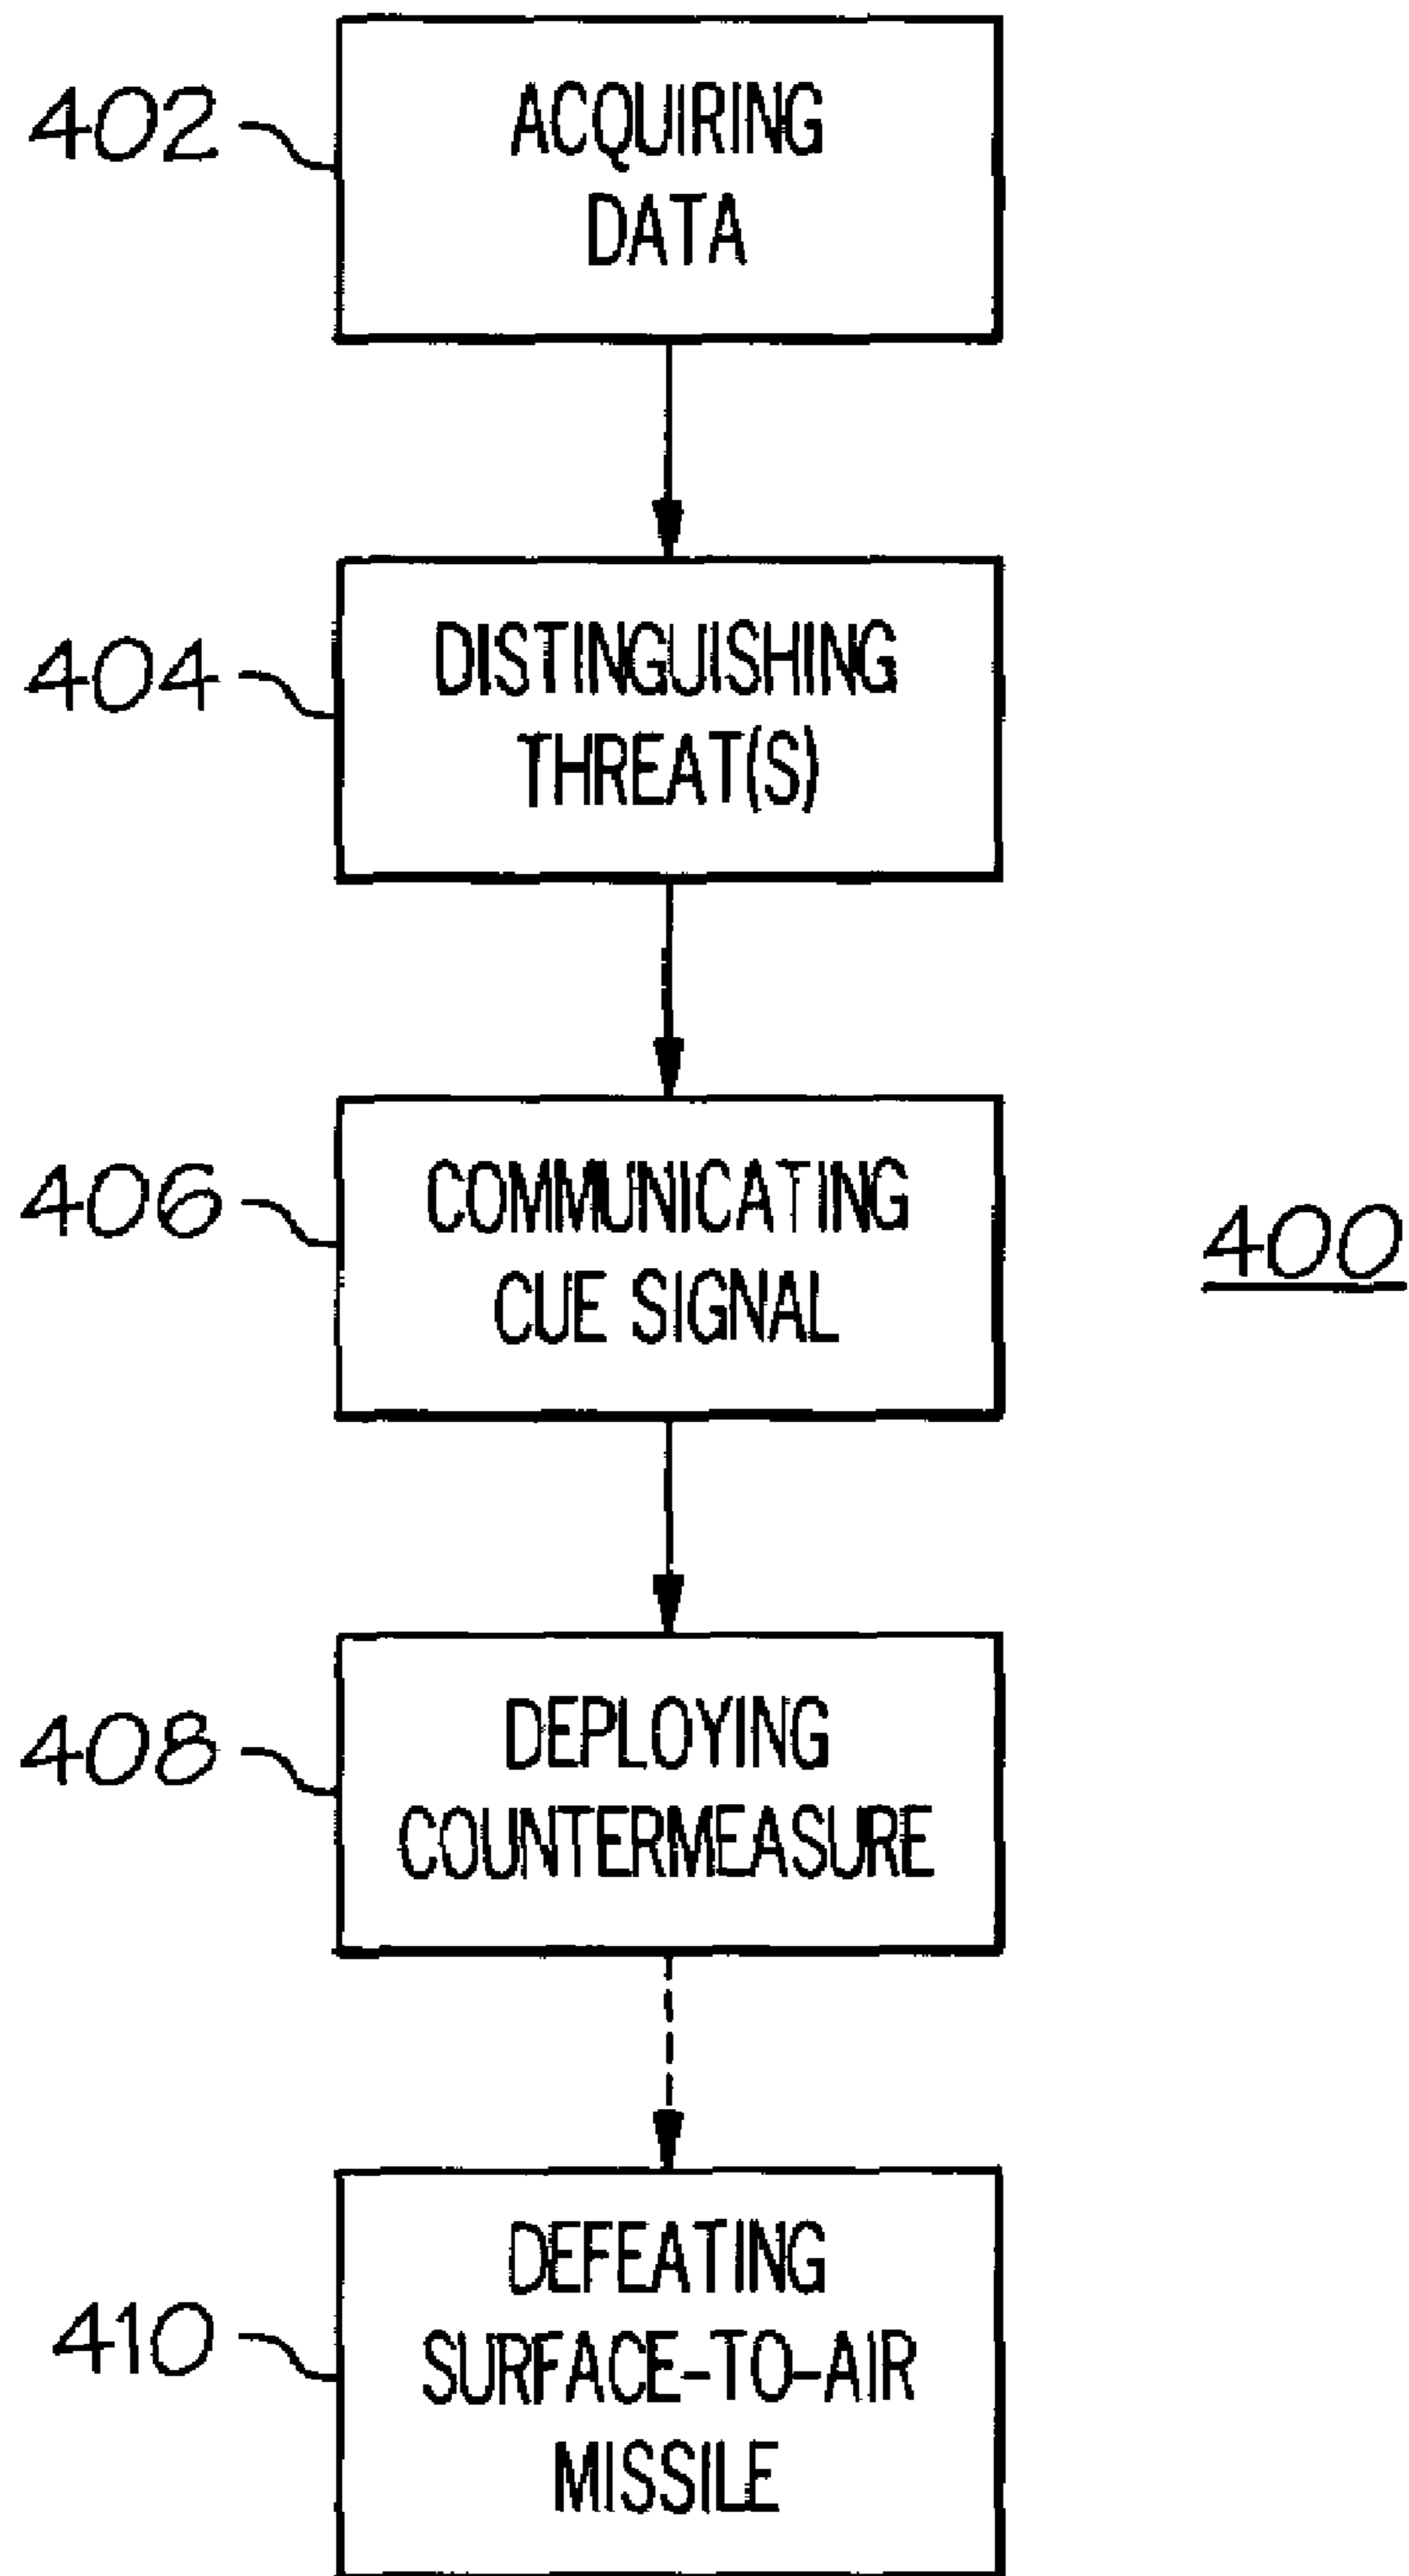 402
ACQUIRING
DATA
404
DISTINGUISHING
THREAT(S)
406
COMMUNICATING
CUE SIGNAL
400
408
DEPLOYING
COUNTERMEASURE
410
DEFEATING
SURFACE-TO-AIR
MISSILE